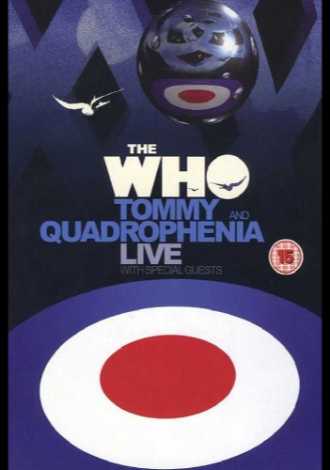 THE
WHO
TOMMY AND
QUADROPHENIA
LIVE
WITH SPECIAL GUESTS
15